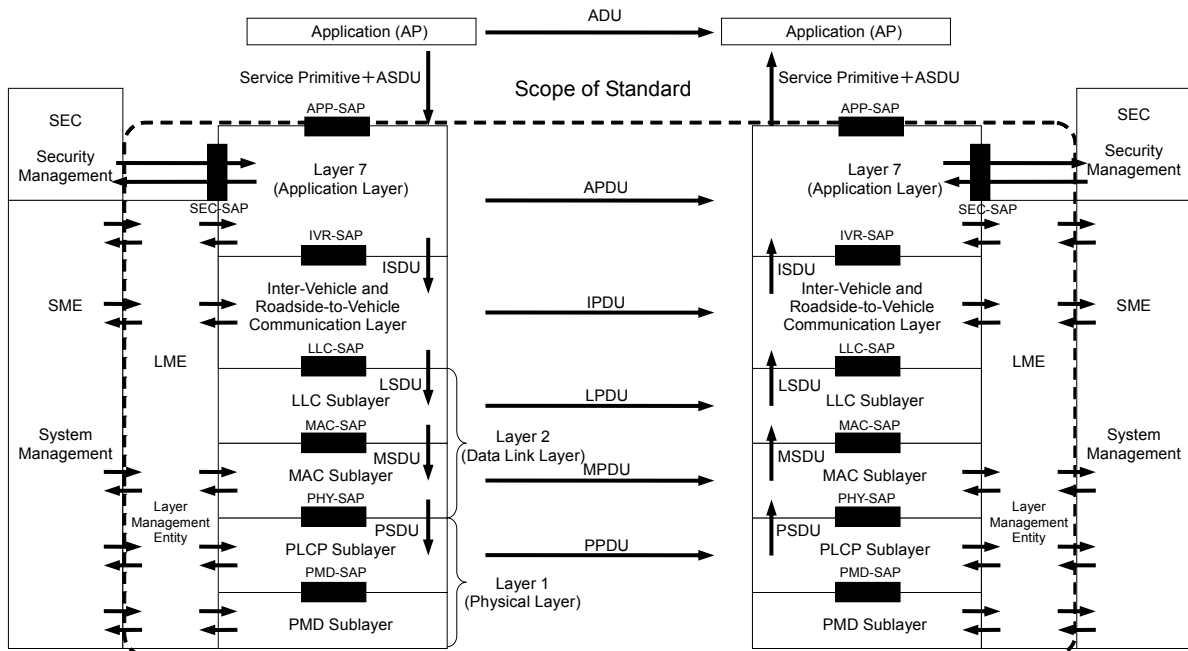 ADU
Application (AP)
Application (AP)
Service Primitive+ASDU
Service Primitive+ASDU
Scope of Standard
APP-SAP
APP-SAP
SEC
SEC
Security
Management
Security
Management
Layer 7
(Application Layer)
Layer 7
(Application Layer)
APDU
SEC-SAP
SEC-SAP
IVR-SAP
IVR-SAP
ISDU
ISDU
Inter-Vehicle and
Roadside-to-Vehicle
Communication Layer
Inter-Vehicle and
Roadside-to-Vehicle
Communication Layer
IPDU
SME
SME
LME
LME
LLC-SAP
LLC-SAP
LSDU
LSDU
LLC Sublayer
LLC Sublayer
LPDU
System
Management
System
Management
MAC-SAP
MAC-SAP
Layer 2
(Data Link Layer)
MSDU
MSDU
MAC Sublayer
MAC Sublayer
MPDU
PHY-SAP
PHY-SAP
Layer
Management
Entity
Layer
Management
Entity
PSDU
PSDU
PLCP Sublayer
PLCP Sublayer
PPDU
PMD-SAP
PMD-SAP
Layer 1
(Physical Layer)
PMD Sublayer
PMD Sublayer